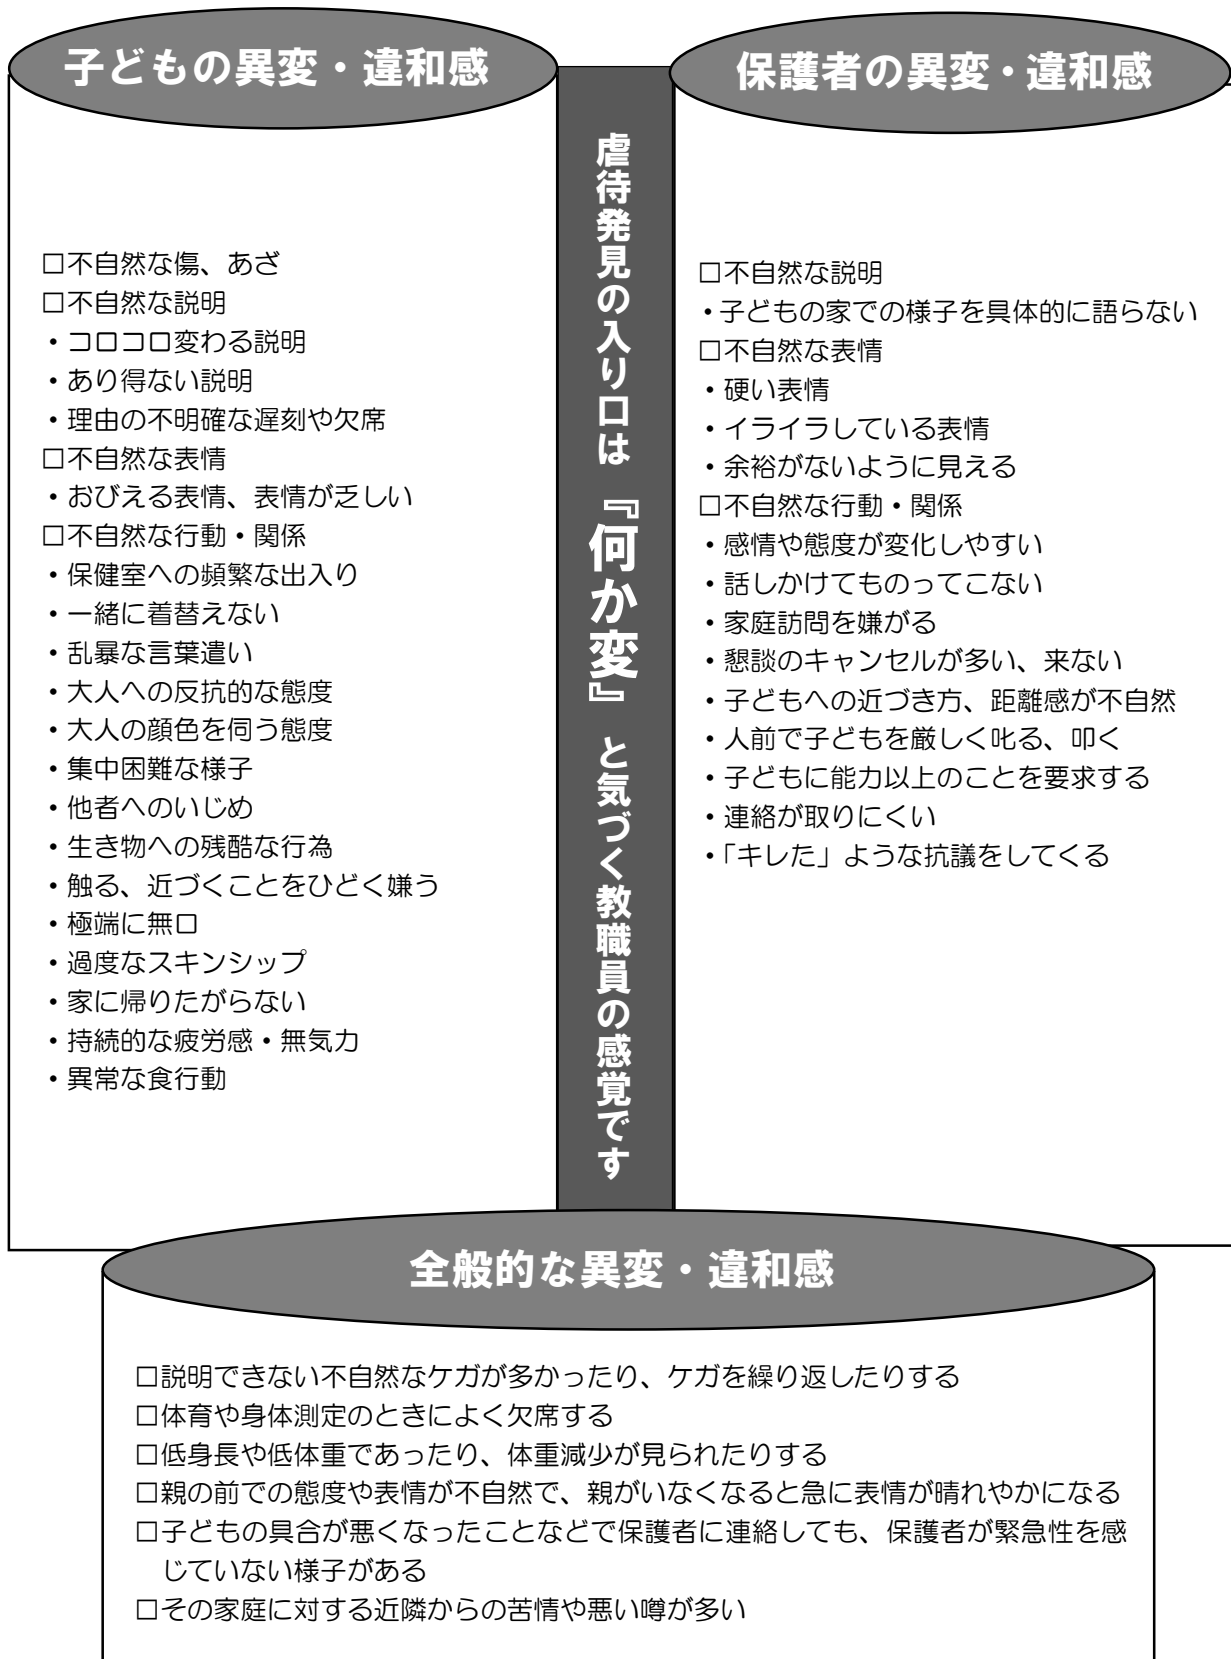 子どもの異変・違和感
□不自然な傷、あざ
□不自然な説明
・コロコロ変わる説明
・あり得ない説明
・理由の不明確な遅刻や欠席
□不自然な表情
・おびえる表情、表情が乏しい
□不自然な行動・関係
・保健室への頻繁な出入り
・一緒に着替えない
・乱暴な言葉遣い
・大人への反抗的な態度
・大人の顔色を伺う態度
・集中困難な様子
・他者へのいじめ
・生き物への残酷な行為
・触る、近づくことをひどく嫌う
・極端に無口
・過度なスキンシップ
・家に帰りたがらない
・持続的な疲労感・無気力
・異常な食行動
虐待発見の入り口は『何か変』と気づく教職員の感覚です
保護者の異変・違和感
□不自然な説明
・子どもの家での様子を具体的に語らない
□不自然な表情
・硬い表情
・イライラしている表情
・余裕がないように見える
□不自然な行動・関係
・感情や態度が変化しやすい
・話しかけてものってこない
・家庭訪問を嫌がる
・懇談のキャンセルが多い、来ない
・子どもへの近づき方、距離感が不自然
・人前で子どもを厳しく叱る、叩く
・子どもに能力以上のことを要求する
・連絡が取りにくい
・「キレた」ような抗議をしてくる
全般的な異変・違和感
□説明できない不自然なケガが多かったり、ケガを繰り返したりする
□体育や身体測定のときによく欠席する
□低身長や低体重であったり、体重減少が見られたりする
□親の前での態度や表情が不自然で、親がいなくなると急に表情が晴れやかになる
□子どもの具合が悪くなったことなどで保護者に連絡しても、保護者が緊急性を感
じていない様子がある
□その家庭に対する近隣からの苦情や悪い噂が多い